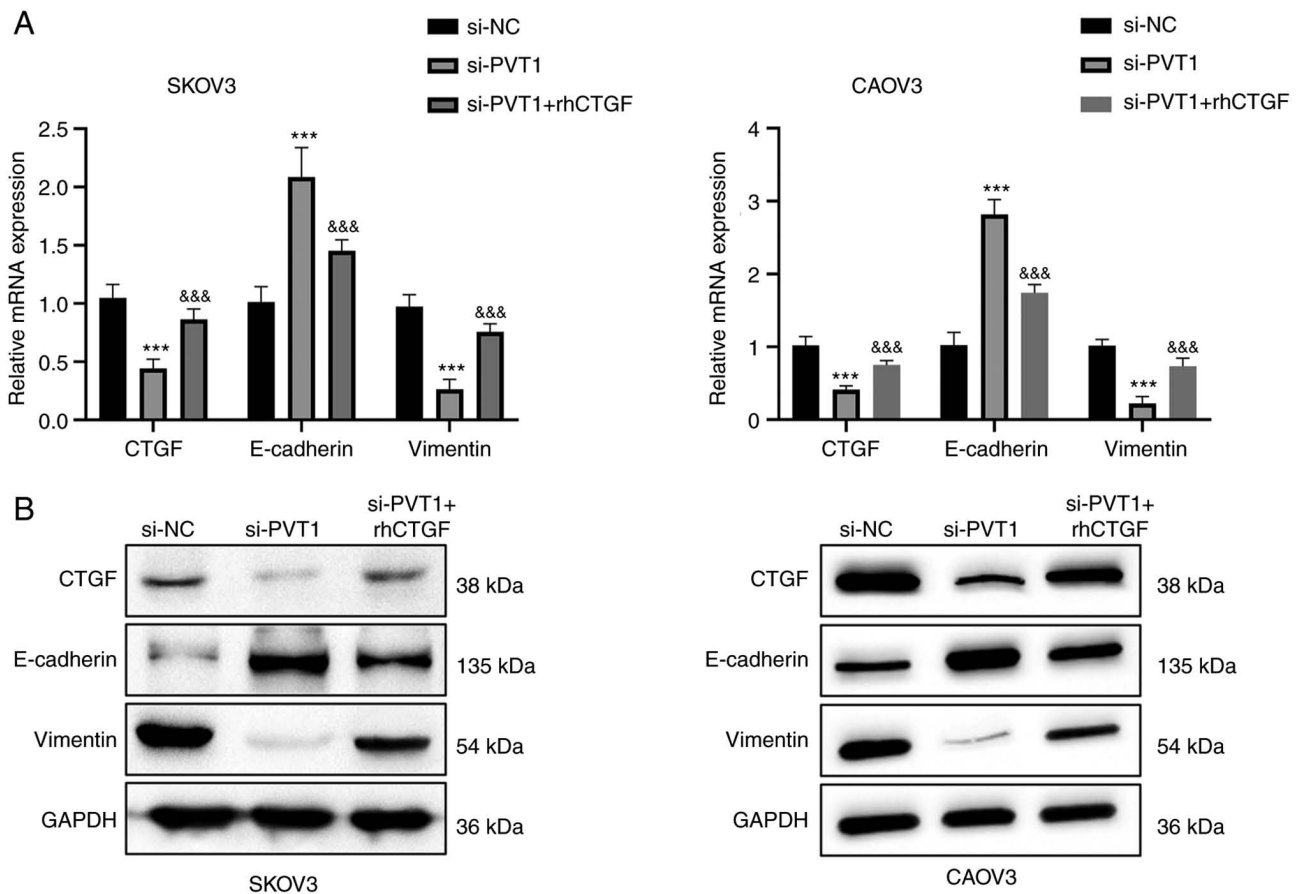 A
si-NC
si-PVT1
si-PVT1+rhCTGF
SKOV3
Relative mRNA expression
2.5
2.0
1.5
1.0
0.5
0.0
***
&&&
***
&&&
***
&&&
CTGF
E-cadherin
Vimentin
si-NC
si-PVT1
si-PVT1+rhCTGF
CAOV3
Relative mRNA expression
4
3
2
1
0
***
&&&
***
&&&
***
&&&
CTGF
E-cadherin
Vimentin
B
si-NC
si-PVT1
si-PVT1+
rhCTGF
CTGF
38 kDa
E-cadherin
135 kDa
Vimentin
54 kDa
GAPDH
36 kDa
SKOV3
si-NC
si-PVT1
si-PVT1+
rhCTGF
CTGF
38 kDa
E-cadherin
135 kDa
Vimentin
54 kDa
GAPDH
36 kDa
CAOV3